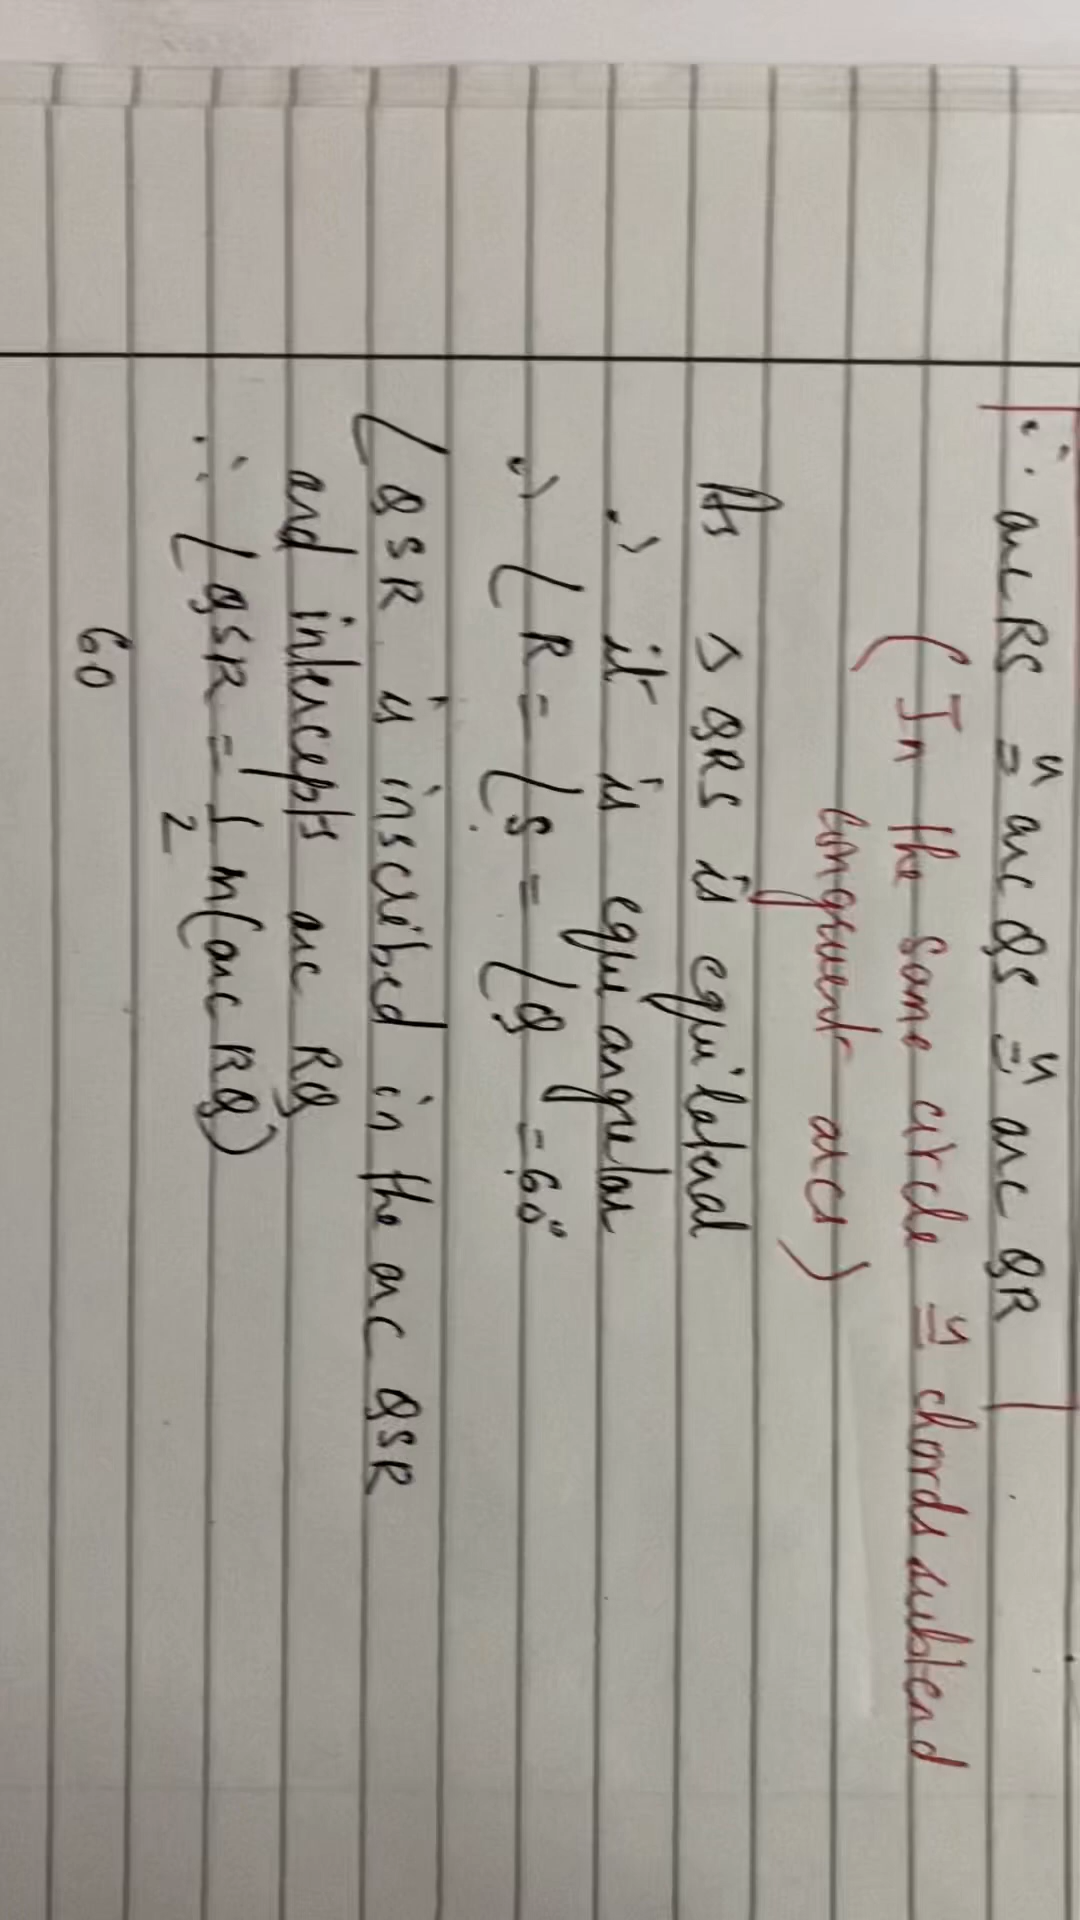 ∴ arc RS ≅ arc QS ≅ arc QR
(In the same circle ≅ chords subtend
congruent arcs)
As △ QRS is equilateral
∴ it is equiangular
∴ ∠R = ∠S = ∠Q = 60°
∠QSR is inscribed in the arc QSR
and intercepts arc RQ
∴ ∠QSR = 1/2 m(arc RQ)
60